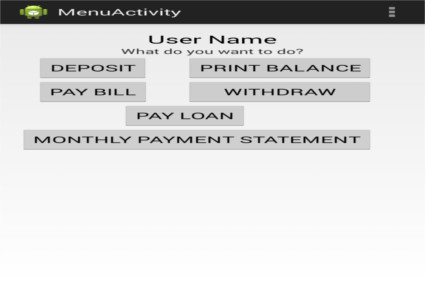 MenuActivity
User Name
What do you want to do?
DEPOSIT PRINT BALANCE
PAY BILL WITHDRAW
PAY LOAN
MONTHLY PAYMENT STATEMENT